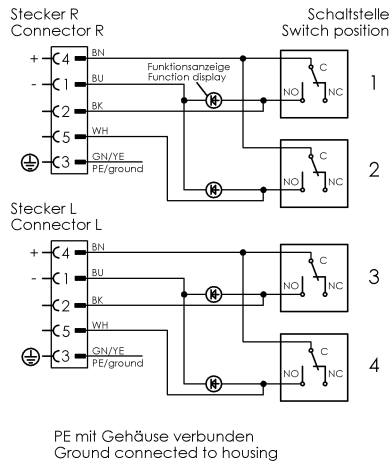 Stecker R
Connector R
Schaltstelle
Switch position
+ 4 BN
- 1 BU
2 BK
5 WH
3 GN/YE
PE/ground
Funktionsanzeige
Function display
C
NO NC
1
C
NO NC
2
Stecker L
Connector L
+ 4 BN
- 1 BU
2 BK
5 WH
3 GN/YE
PE/ground
C
NO NC
3
C
NO NC
4
PE mit Gehäuse verbunden
Ground connected to housing